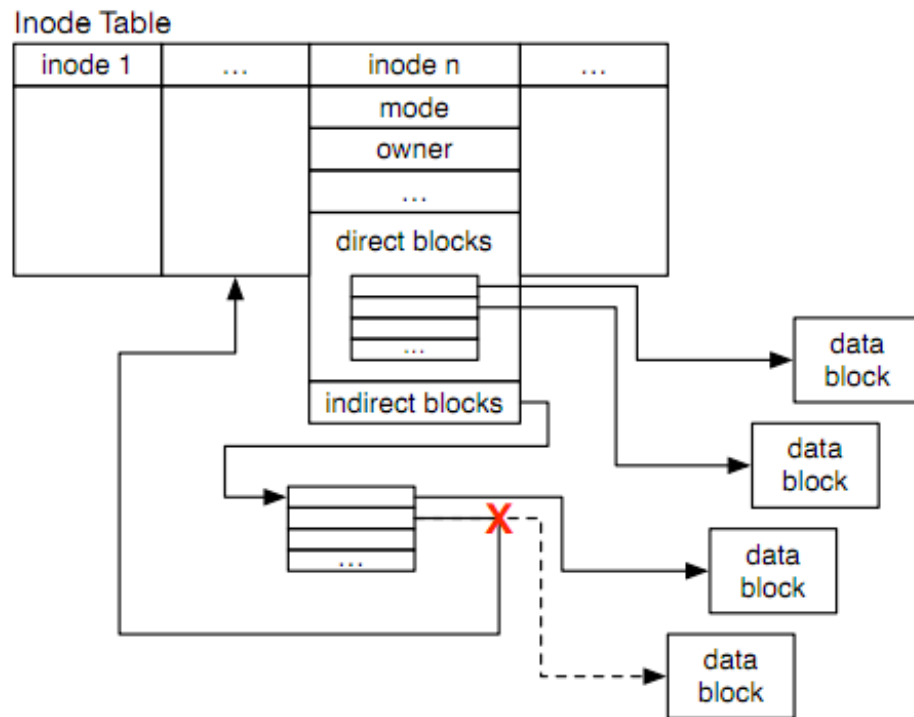 Inode Table
inode 1
...
inode n
...
mode
owner
...
direct blocks
...
indirect blocks
data
block
data
block
...
data
block
data
block
X